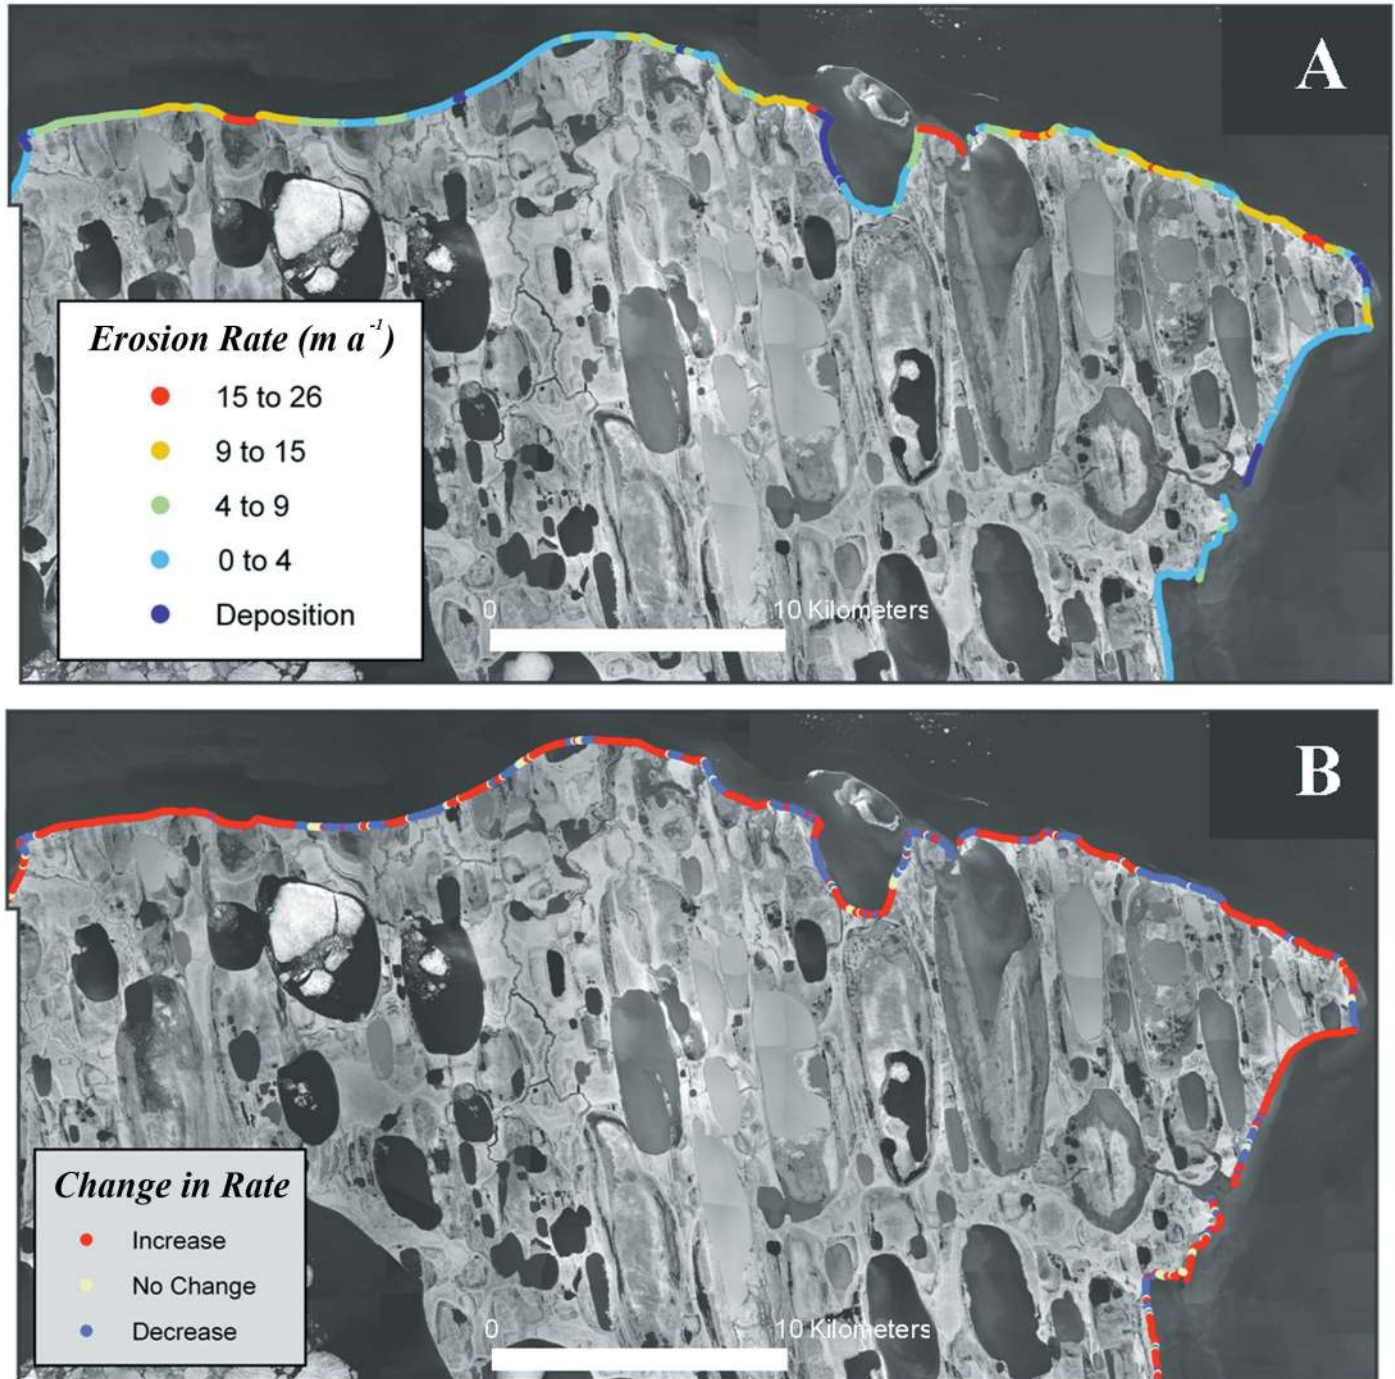 A
Erosion Rate (m a⁻¹)
15 to 26
9 to 15
4 to 9
0 to 4
Deposition
0 10 Kilometers
B
Change in Rate
Increase
No Change
Decrease
0 10 Kilometers